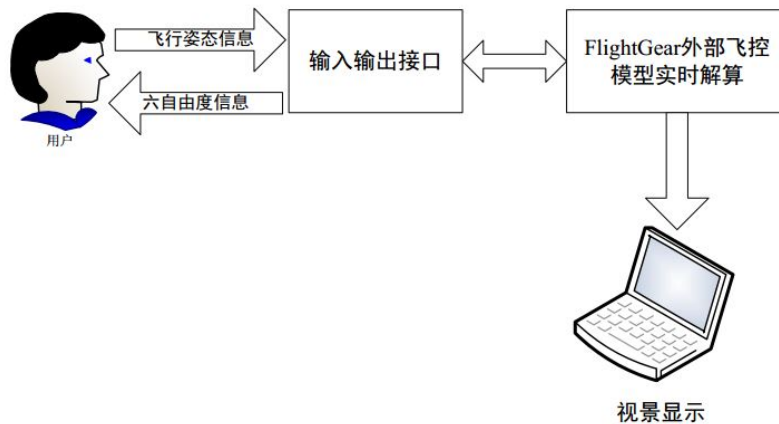 飞行姿态信息
六自由度信息
用户
输入输出接口
FlightGear外部飞控
模型实时解算
视景显示